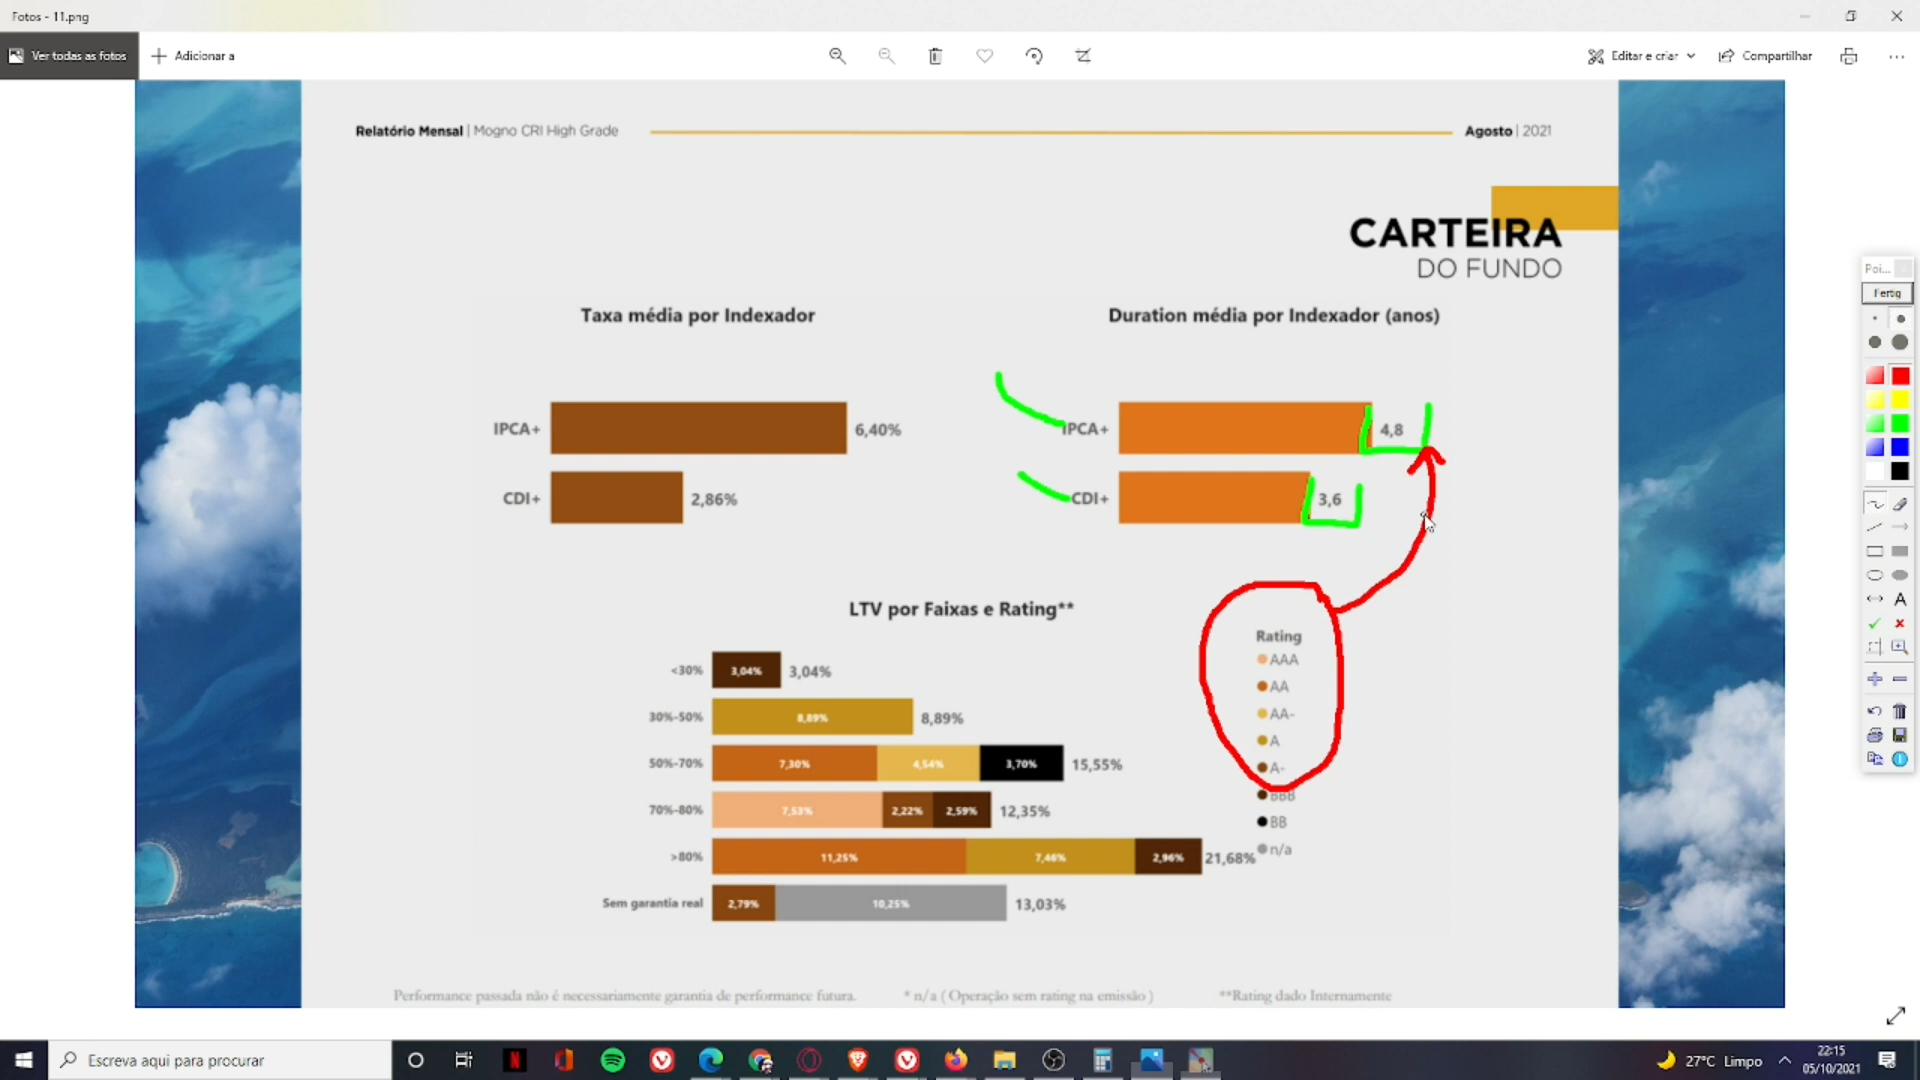 Fotos - 11.png
Ver todas as fotos
Adicionar a
Editar e criar
Compartilhar
Relatório Mensal | Mogno CRI High Grade
Agosto | 2021
CARTEIRA
DO FUNDO
Taxa média por Indexador
IPCA+ 6,40%
CDI+ 2,86%
Duration média por Indexador (anos)
IPCA+ 4,8
CDI+ 3,6
LTV por Faixas e Rating**
<30% 3,04% 3,04%
30%-50% 8,89% 8,89%
50%-70% 7,30% 4,54% 3,70% 15,55%
70%-80% 7,53% 2,22% 2,59% 12,35%
>80% 11,25% 7,46% 2,96% 21,68%
Sem garantia real 2,79% 10,25% 13,03%
Rating
AAA
AA
AA-
A
A-
BBB
BB
n/a
Performance passada não é necessariamente garantia de performance futura.
* n/a ( Operação sem rating na emissão )
**Rating dado Internamente
Poi...
Fertig
A
Escreva aqui para procurar
27°C Limpo
22:15
05/10/2021